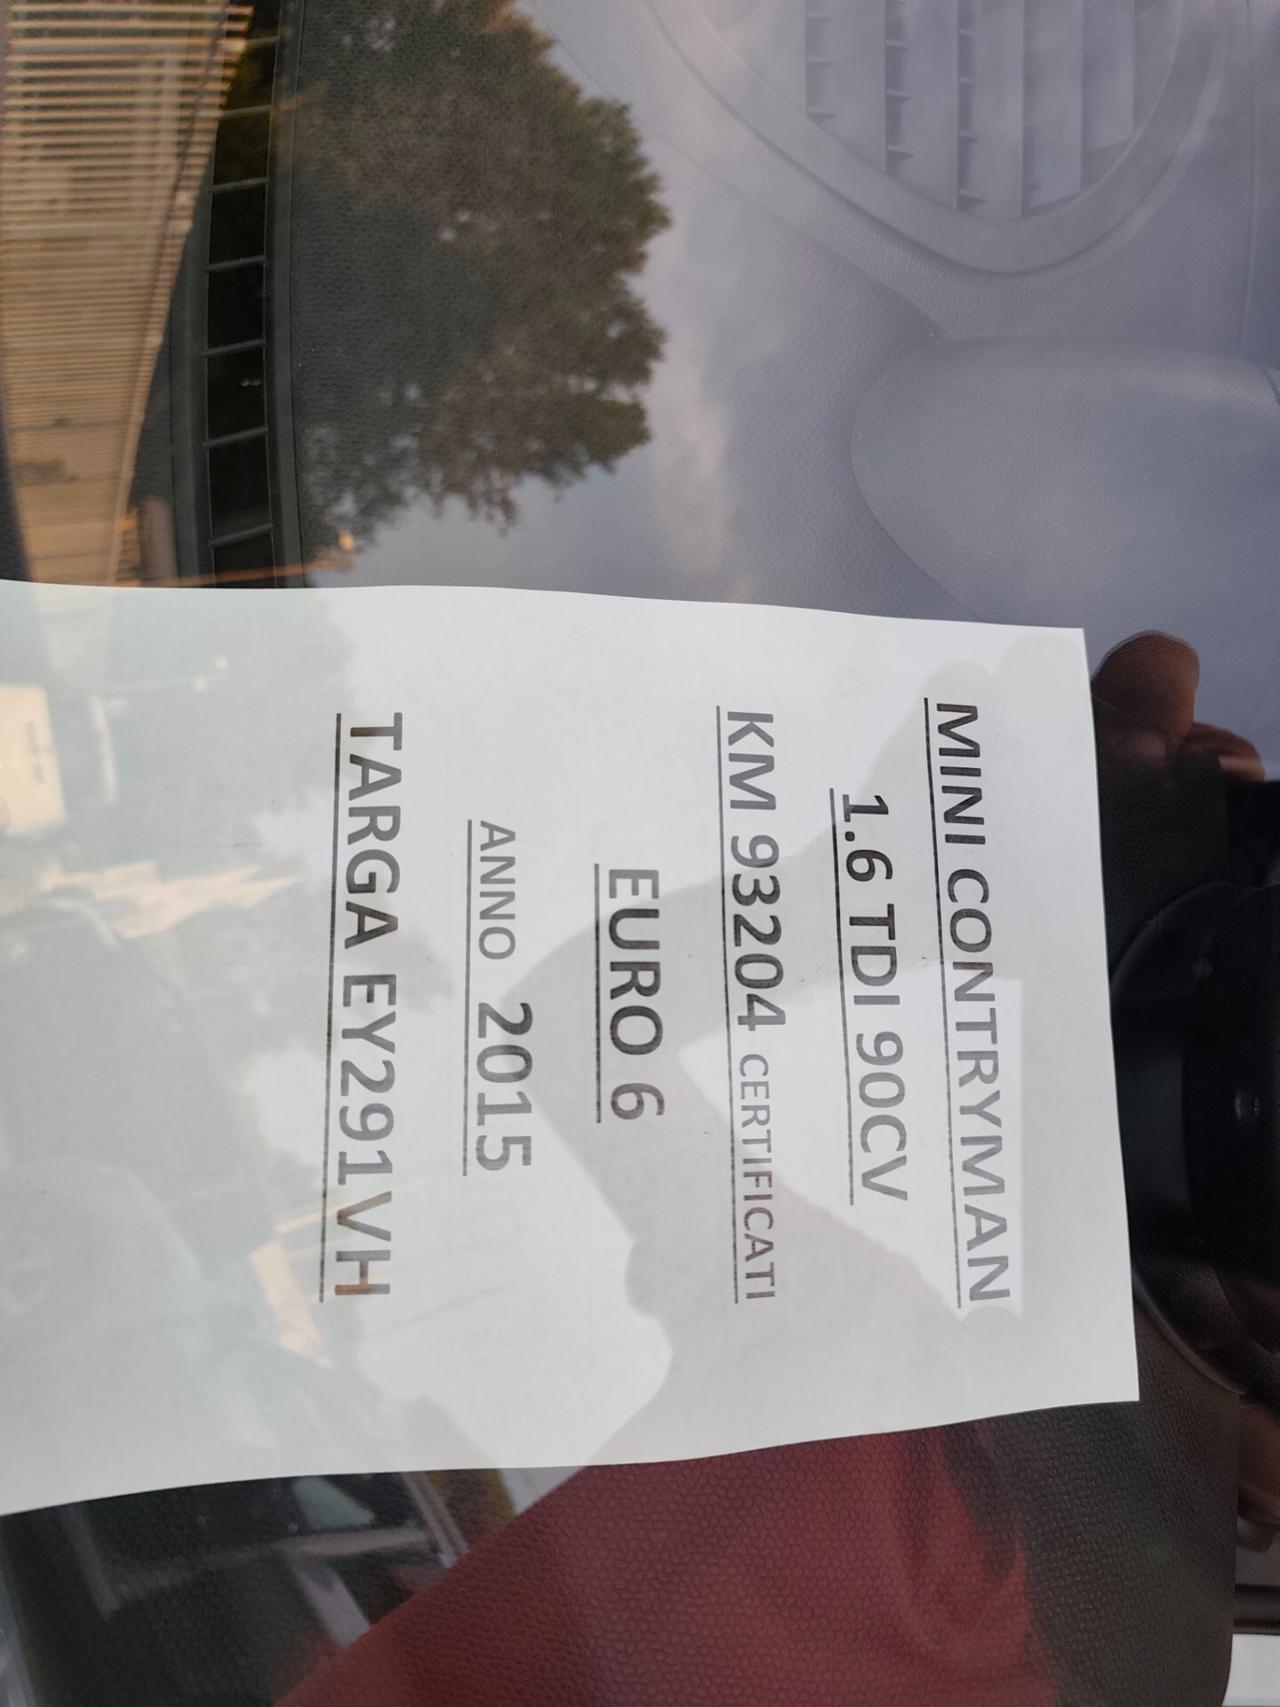 MINI CONTRYMAN
1.6 TDI 90CV
KM 93204 CERTIFICATI
EURO 6
ANNO 2015
TARGA EY291VH